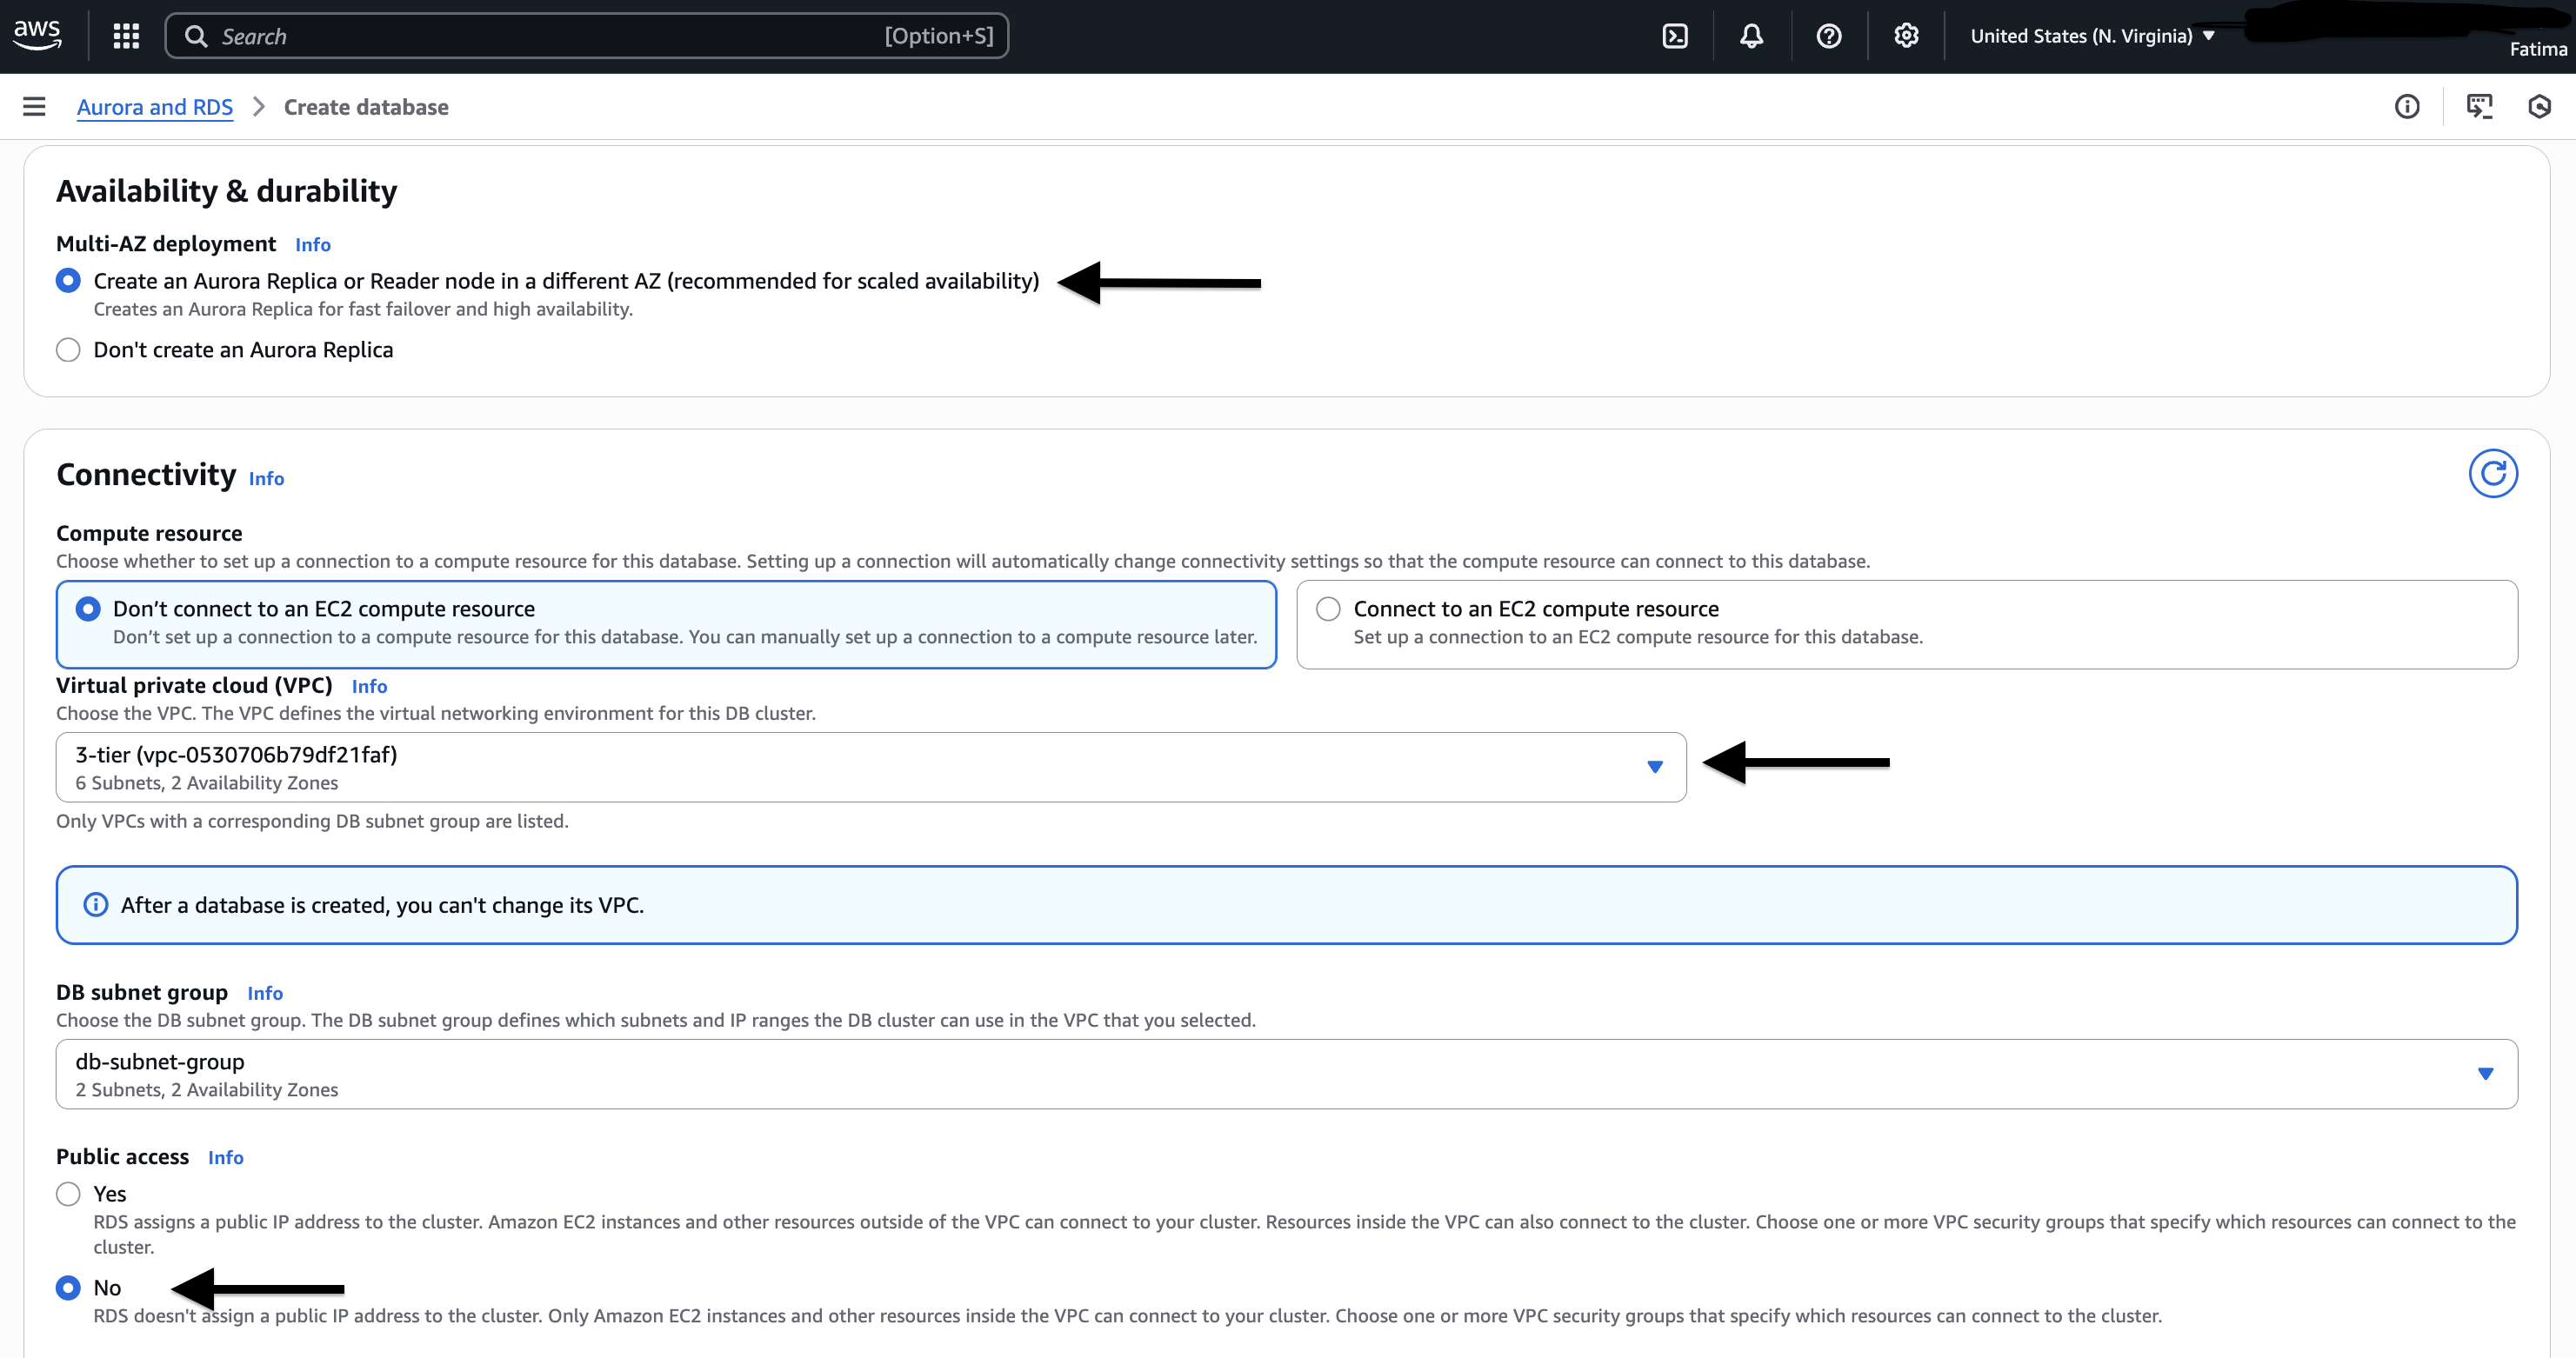 aws
Search
[Option+S]
United States (N. Virginia)
Fatima
Aurora and RDS
Create database
Availability & durability
Multi-AZ deployment Info
Create an Aurora Replica or Reader node in a different AZ (recommended for scaled availability)
Creates an Aurora Replica for fast failover and high availability.
Don't create an Aurora Replica
Connectivity Info
Compute resource
Choose whether to set up a connection to a compute resource for this database. Setting up a connection will automatically change connectivity settings so that the compute resource can connect to this database.
Don’t connect to an EC2 compute resource
Don’t set up a connection to a compute resource for this database. You can manually set up a connection to a compute resource later.
Connect to an EC2 compute resource
Set up a connection to an EC2 compute resource for this database.
Virtual private cloud (VPC) Info
Choose the VPC. The VPC defines the virtual networking environment for this DB cluster.
3-tier (vpc-0530706b79df21faf)
6 Subnets, 2 Availability Zones
Only VPCs with a corresponding DB subnet group are listed.
After a database is created, you can't change its VPC.
DB subnet group Info
Choose the DB subnet group. The DB subnet group defines which subnets and IP ranges the DB cluster can use in the VPC that you selected.
db-subnet-group
2 Subnets, 2 Availability Zones
Public access Info
Yes
RDS assigns a public IP address to the cluster. Amazon EC2 instances and other resources outside of the VPC can connect to your cluster. Resources inside the VPC can also connect to the cluster. Choose one or more VPC security groups that specify which resources can connect to the
cluster.
No
RDS doesn't assign a public IP address to the cluster. Only Amazon EC2 instances and other resources inside the VPC can connect to your cluster. Choose one or more VPC security groups that specify which resources can connect to the cluster.